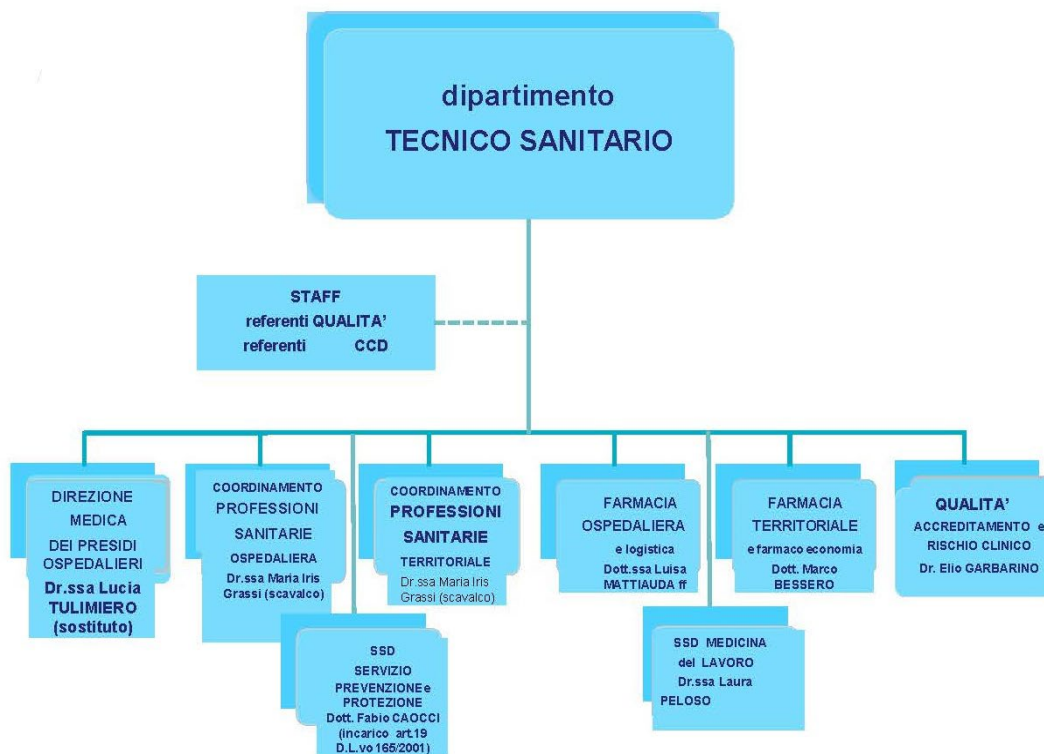 dipartimento
TECNICO SANITARIO
STAFF
referenti QUALITA'
referenti CCD
DIREZIONE
MEDICA
DEI PRESIDI
OSPEDALIERI
Dr.ssa Lucia
TULIMIERO
(sostituto)
COORDINAMENTO
PROFESSIONI
SANITARIE
OSPEDALIERA
Dr.ssa Maria Iris
Grassi (scavalco)
COORDINAMENTO
PROFESSIONI
SANITARIE
TERRITORIALE
Dr.ssa Maria Iris
Grassi (scavalco)
FARMACIA
OSPEDALIERA
e logistica
Dott.ssa Luisa
MATTIAUDA ff
FARMACIA
TERRITORIALE
e farmaco economia
Dott. Marco
BESSERO
QUALITA'
ACCREDITAMENTO e
RISCHIO CLINICO
Dr. Elio GARBARINO
SSD
SERVIZIO
PREVENZIONE e
PROTEZIONE
Dott. Fabio CAOCCI
(incarico art.19
D.L.vo 165/2001)
SSD MEDICINA
del LAVORO
Dr.ssa Laura
PELOSO